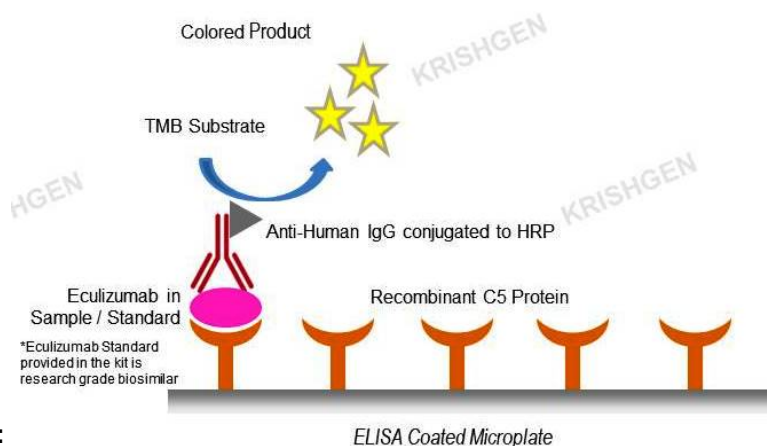 Colored Product
KRISHGEN
TMB Substrate
HGEN
KRISHGEN
Anti-Human IgG conjugated to HRP
Eculizumab in
Sample / Standard
Recombinant C5 Protein
*Eculizumab Standard
provided in the kit is
research grade biosimilar
:
ELISA Coated Microplate